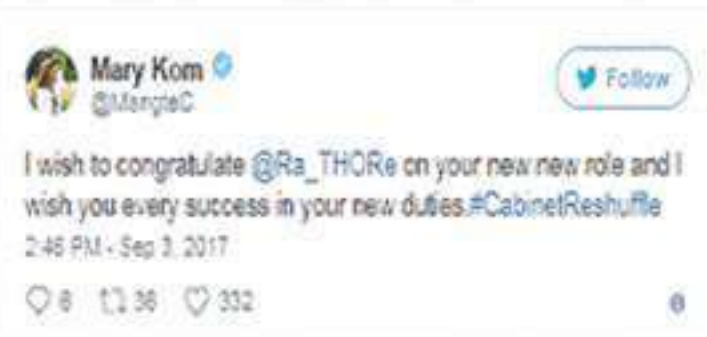 Mary Kom
@MangteC
Follow
I wish to congratulate @Ra_THORe on your new new role and I
wish you every success in your new duties.#CabinetReshuffle
2:46 PM - Sep 3, 2017
36 332